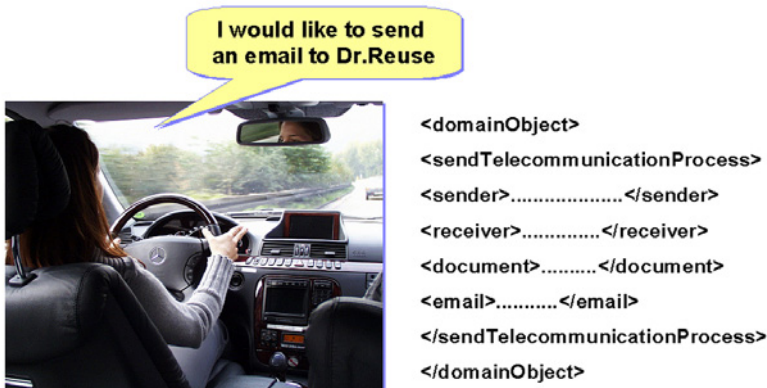 I would like to send
an email to Dr.Reuse
<domainObject>
<sendTelecommunicationProcess>
<sender>.....................</sender>
<receiver>..............</receiver>
<document>..........</document>
<email>...........</email>
</sendTelecommunicationProcess>
</domainObject>